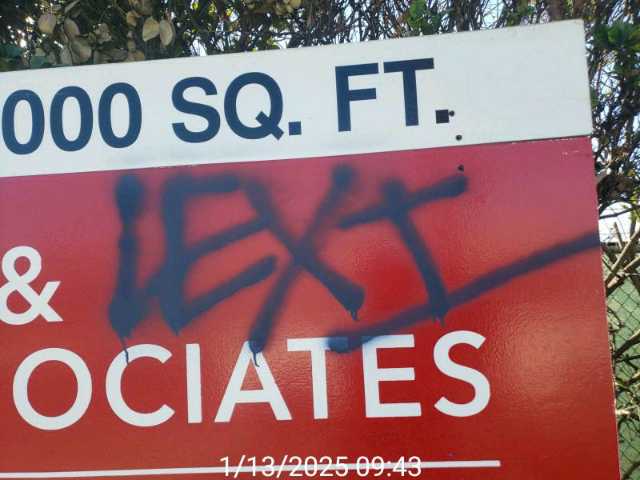 000 SQ. FT.
&
OCIATES
1/13/2025 09:43